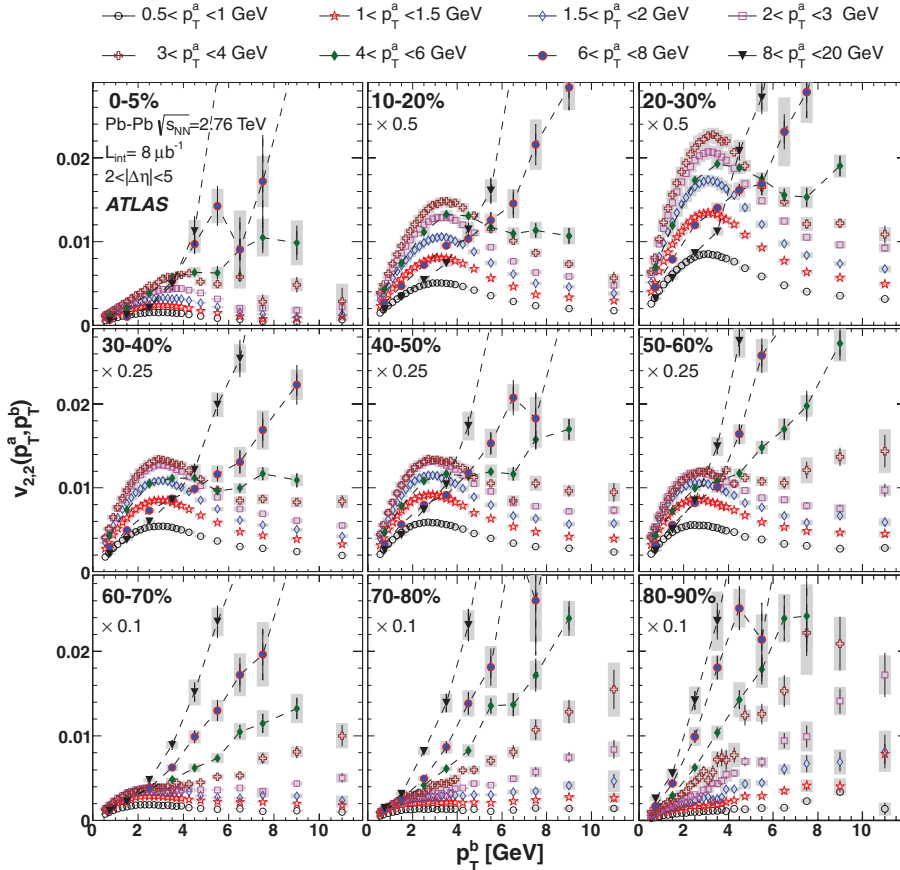 0.5< p_T^a <1 GeV 1< p_T^a <1.5 GeV 1.5< p_T^a <2 GeV 2< p_T^a <3 GeV
3< p_T^a <4 GeV 4< p_T^a <6 GeV 6< p_T^a <8 GeV 8< p_T^a <20 GeV
0-5% 10-20% 20-30%
Pb-Pb √s_NN=2.76 TeV × 0.5 × 0.5
L_int= 8 μb⁻¹
2<|Δη|<5
ATLAS
0.02
0.01
0
30-40% 40-50% 50-60%
× 0.25 × 0.25 × 0.25
0.02
0.01
0
v_2,2(p_T^a,p_T^b)
60-70% 70-80% 80-90%
× 0.1 × 0.1 × 0.1
0.02
0.01
0
0 2 4 6 8 10 2 4 6 8 10 2 4 6 8 10
p_T^b [GeV]